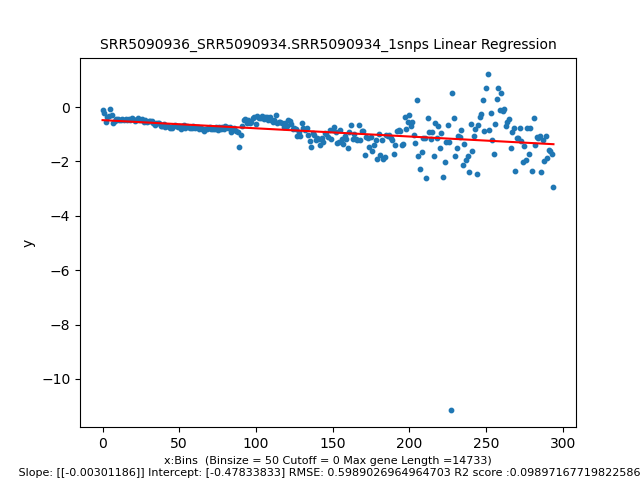 SRR5090936_SRR5090934.SRR5090934_1snps Linear Regression
0
−2
−4
−6
−8
−10
y
0 50 100 150 200 250 300
x:Bins (Binsize = 50 Cutoff = 0 Max gene Length =14733)
Slope: [[-0.00301186]] Intercept: [-0.47833833] RMSE: 0.5989026964964703 R2 score :0.09897167719822586